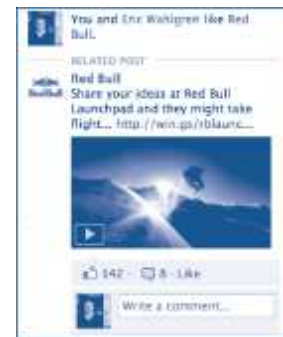 You and Eric Wahlgren like Red
Bull.
RELATED POST
Red Bull
Share your ideas at Red Bull
Launchpad and they might take
flight... http://win.gs/rblaunc...
142 · 8 · Like
Write a comment...